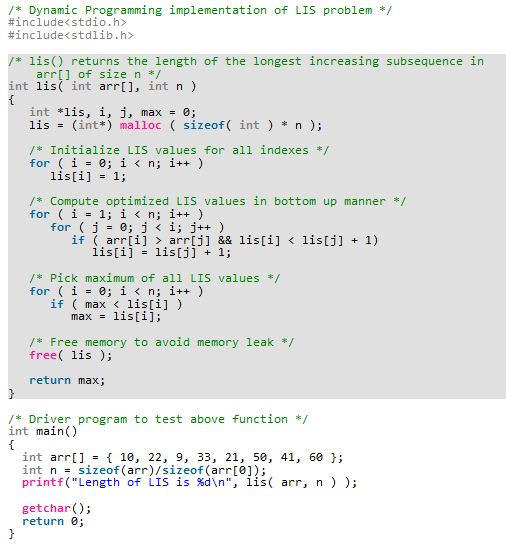 /* Dynamic Programming implementation of LIS problem */
#include<stdio.h>
#include<stdlib.h>

/* lis() returns the length of the longest increasing subsequence in
    arr[] of size n */
int lis( int arr[], int n )
{
   int *lis, i, j, max = 0;
   lis = (int*) malloc ( sizeof( int ) * n );

   /* Initialize LIS values for all indexes */
   for ( i = 0; i < n; i++ )
      lis[i] = 1;

   /* Compute optimized LIS values in bottom up manner */
   for ( i = 1; i < n; i++ )
      for ( j = 0; j < i; j++ )
         if ( arr[i] > arr[j] && lis[i] < lis[j] + 1)
            lis[i] = lis[j] + 1;

   /* Pick maximum of all LIS values */
   for ( i = 0; i < n; i++ )
      if ( max < lis[i] )
         max = lis[i];

   /* Free memory to avoid memory leak */
   free( lis );

   return max;
}

/* Driver program to test above function */
int main()
{
  int arr[] = { 10, 22, 9, 33, 21, 50, 41, 60 };
  int n = sizeof(arr)/sizeof(arr[0]);
  printf("Length of LIS is %d\n", lis( arr, n ) );

  getchar();
  return 0;
}